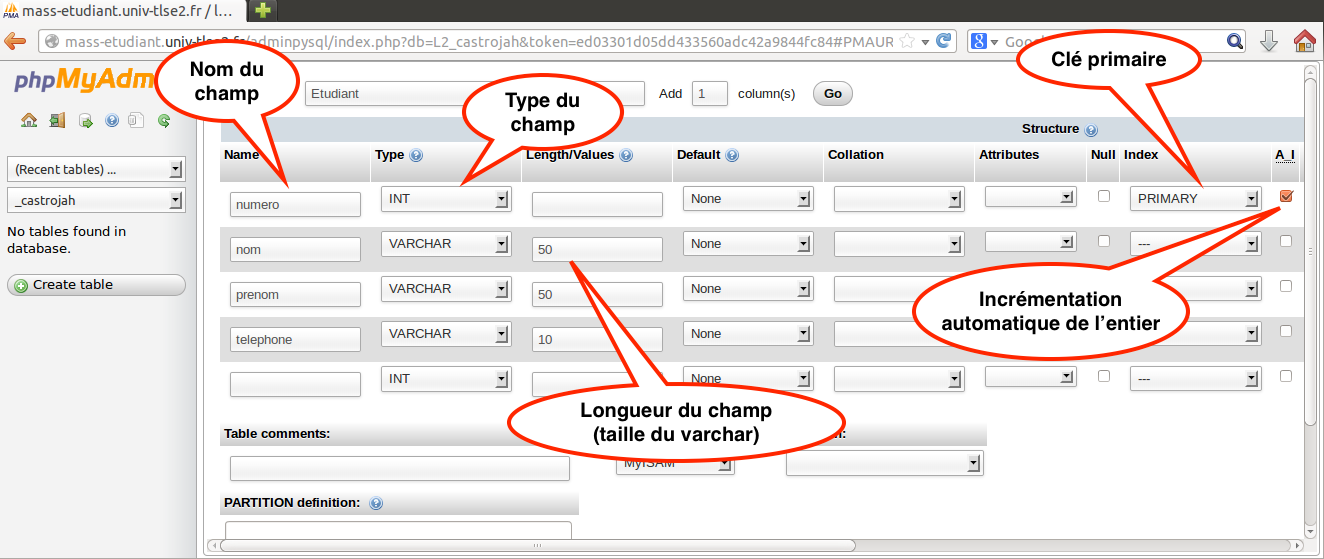 mass-etudiant.univ-tlse2.fr / l...
mass-etudiant.univ-tlse2.fr/adminpysql/index.php?db=L2_castrojah&token=ed03301d05dd433560adc42a9844fc84#PMAUR
phpMyAdm
Nom du
champ
Etudiant
Type du
champ
Add 1 column(s) Go
Clé primaire
(Recent tables) ...
_castrojah
No tables found in
database.
Create table
Structure
Name Type Length/Values Default Collation Attributes Null Index A_I
numero INT None PRIMARY
nom VARCHAR 50 None ---
prenom VARCHAR 50 None
telephone VARCHAR 10 None
INT None ---
Incrémentation
automatique de l'entier
Longueur du champ
(taille du varchar)
Table comments:
MyISAM
PARTITION definition: